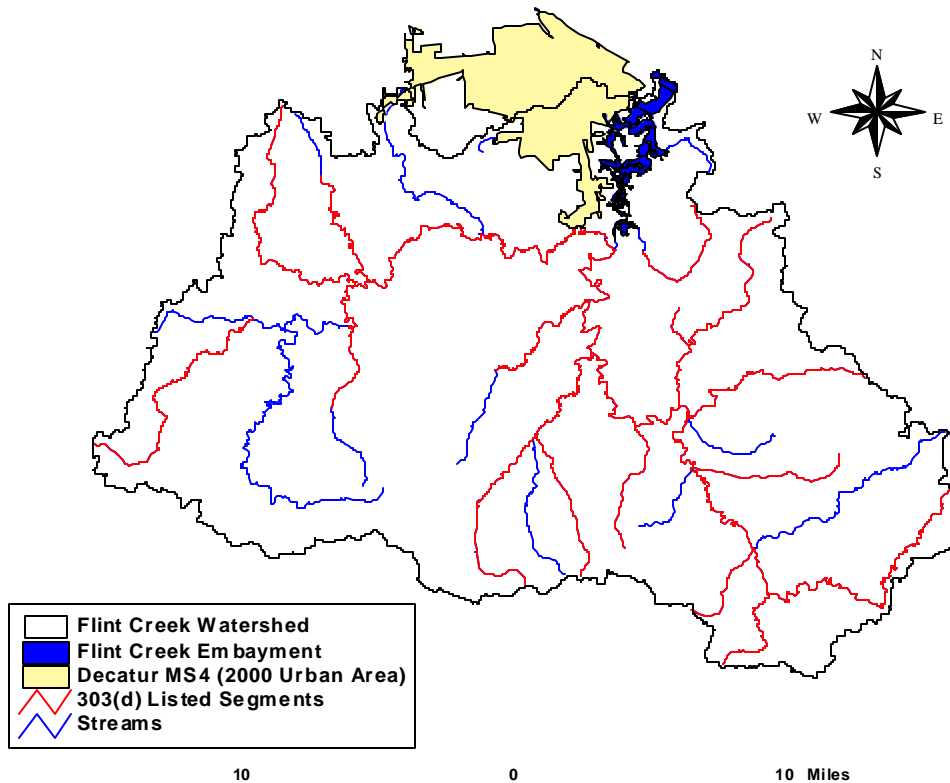 N
W E
S
Flint Creek Watershed
Flint Creek Embayment
Decatur MS4 (2000 Urban Area)
303(d) Listed Segments
Streams
10 0 10 Miles